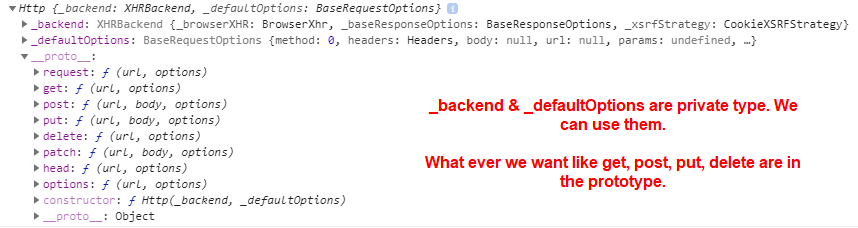 ▼ Http {_backend: XHRBackend, _defaultOptions: BaseRequestOptions} i
▶ _backend: XHRBackend {_browserXHR: BrowserXhr, _baseResponseOptions: BaseResponseOptions, _xsrfStrategy: CookieXSRFStrategy}
▶ _defaultOptions: BaseRequestOptions {method: 0, headers: Headers, body: null, url: null, params: undefined, …}
▼ __proto__:
▶ request: ƒ (url, options)
▶ get: ƒ (url, options)
▶ post: ƒ (url, body, options)
▶ put: ƒ (url, body, options)
▶ delete: ƒ (url, options)
▶ patch: ƒ (url, body, options)
▶ head: ƒ (url, options)
▶ options: ƒ (url, options)
▶ constructor: ƒ Http(_backend, _defaultOptions)
▶ __proto__: Object
_backend & _defaultOptions are private type. We
can use them.
What ever we want like get, post, put, delete are in
the prototype.